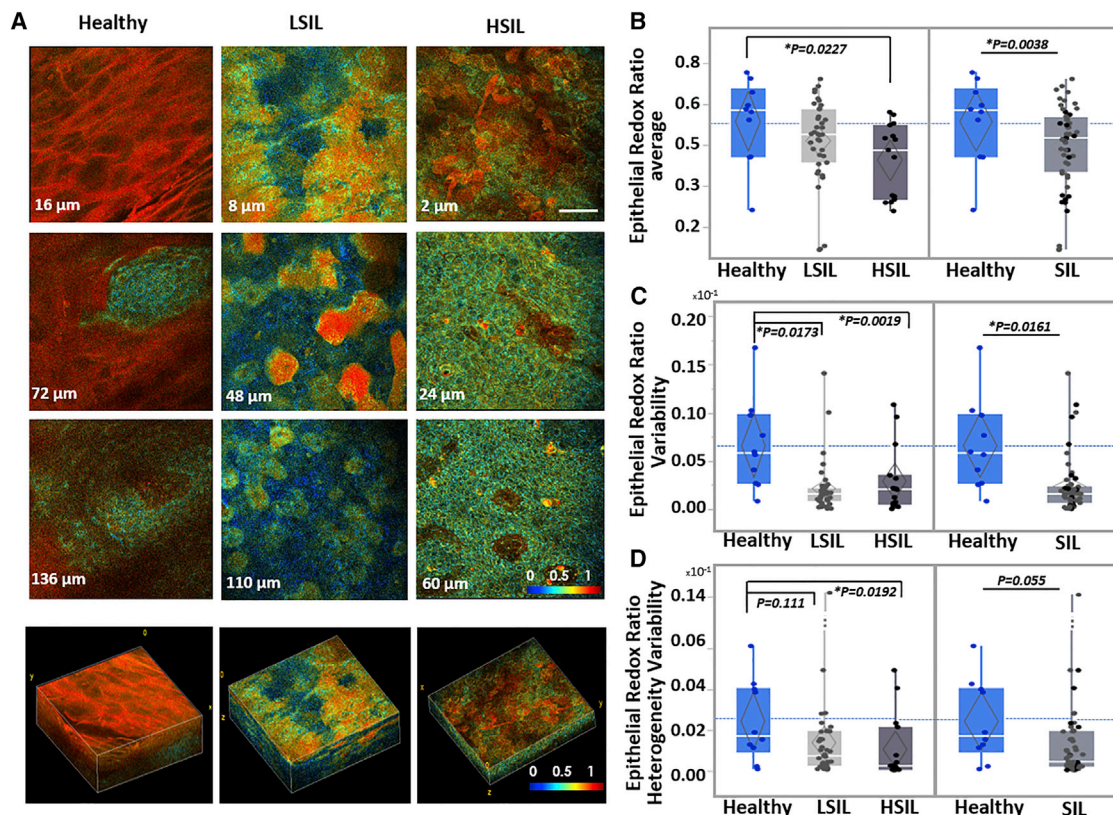 A
Healthy
LSIL
HSIL
16 µm
8 µm
2 µm
72 µm
48 µm
24 µm
136 µm
110 µm
60 µm
0 0.5 1
0
y
x
0
z
x
y
0
z
0 0.5 1
B
Epithelial Redox Ratio
average
0.8
0.6
0.5
0.3
0.2
*P=0.0227
*P=0.0038
Healthy LSIL HSIL Healthy SIL
C
x10⁻¹
Epithelial Redox Ratio
Variability
0.20
0.15
0.10
0.05
0.00
*P=0.0173
*P=0.0019
*P=0.0161
Healthy LSIL HSIL Healthy SIL
D
x10⁻¹
Epithelial Redox Ratio
Heterogeneity Variability
0.14
0.06
0.04
0.02
0.00
P=0.111
*P=0.0192
P=0.055
Healthy LSIL HSIL Healthy SIL